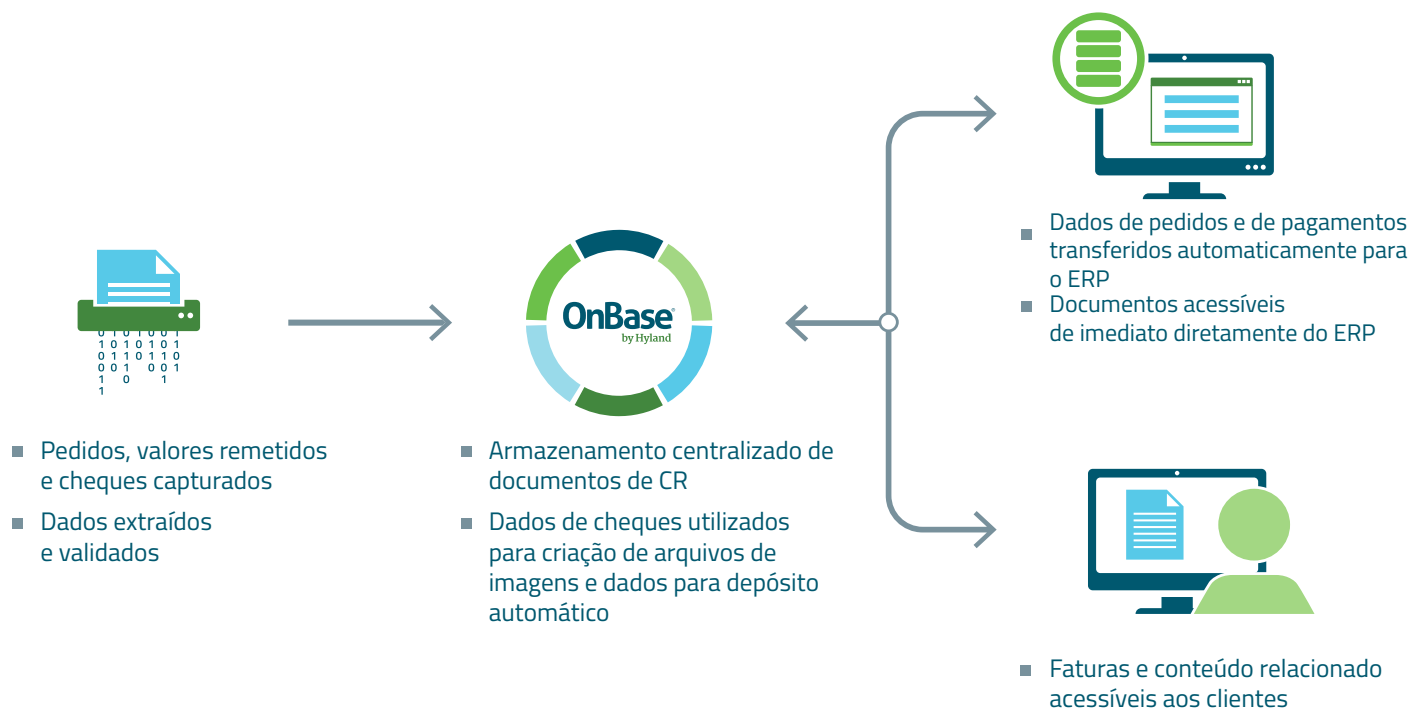 Pedidos, valores remetidos
e cheques capturados
Dados extraídos
e validados
OnBase®
by Hyland
Armazenamento centralizado de
documentos de CR
Dados de cheques utilizados
para criação de arquivos de
imagens e dados para depósito
automático
Dados de pedidos e de pagamentos
transferidos automaticamente para
o ERP
Documentos acessíveis
de imediato diretamente do ERP
Faturas e conteúdo relacionado
acessíveis aos clientes